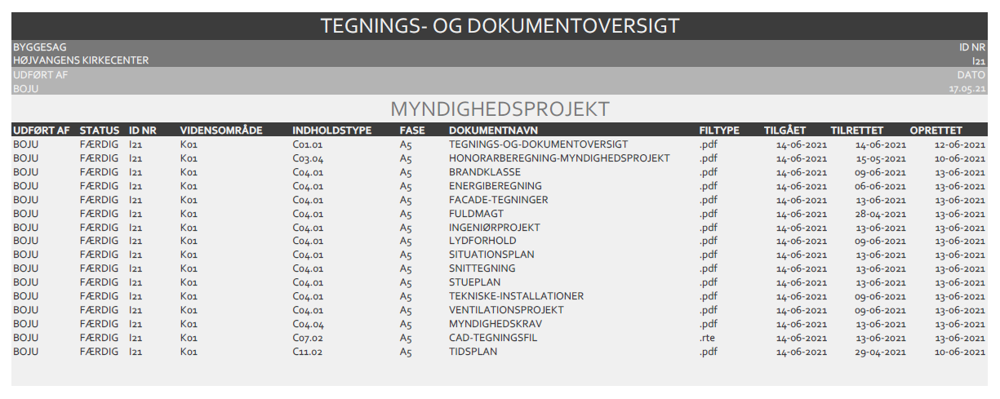 TEGNINGS- OG DOKUMENTOVERSIGT
BYGGESAG ID NR
HØJVANGENS KIRKECENTER I21
UDFØRT AF DATO
BOJU 17.05.21
MYNDIGHEDSPROJEKT
UDFØRT AF STATUS ID NR VIDENSOMRÅDE INDHOLDSTYPE FASE DOKUMENTNAVN FILTYPE TILGÅET TILRETTET OPRETTET
BOJU FÆRDIG I21 K01 C01.01 A5 TEGNINGS-OG-DOKUMENTOVERSIGT .pdf 14-06-2021 14-06-2021 12-06-2021
BOJU FÆRDIG I21 K01 C03.04 A5 HONORARBEREGNING-MYNDIGHEDSPROJEKT .pdf 14-06-2021 15-05-2021 10-06-2021
BOJU FÆRDIG I21 K01 C04.01 A5 BRANDKLASSE .pdf 14-06-2021 09-06-2021 13-06-2021
BOJU FÆRDIG I21 K01 C04.01 A5 ENERGIBEREGNING .pdf 14-06-2021 06-06-2021 13-06-2021
BOJU FÆRDIG I21 K01 C04.01 A5 FACADE-TEGNINGER .pdf 14-06-2021 13-06-2021 13-06-2021
BOJU FÆRDIG I21 K01 C04.01 A5 FULDMAGT .pdf 14-06-2021 28-04-2021 13-06-2021
BOJU FÆRDIG I21 K01 C04.01 A5 INGENIØRPROJEKT .pdf 14-06-2021 13-06-2021 13-06-2021
BOJU FÆRDIG I21 K01 C04.01 A5 LYDFORHOLD .pdf 14-06-2021 09-06-2021 13-06-2021
BOJU FÆRDIG I21 K01 C04.01 A5 SITUATIONSPLAN .pdf 14-06-2021 13-06-2021 13-06-2021
BOJU FÆRDIG I21 K01 C04.01 A5 SNITTEGNING .pdf 14-06-2021 13-06-2021 13-06-2021
BOJU FÆRDIG I21 K01 C04.01 A5 STUEPLAN .pdf 14-06-2021 13-06-2021 13-06-2021
BOJU FÆRDIG I21 K01 C04.01 A5 TEKNISKE-INSTALLATIONER .pdf 14-06-2021 09-06-2021 13-06-2021
BOJU FÆRDIG I21 K01 C04.01 A5 VENTILATIONSPROJEKT .pdf 14-06-2021 09-06-2021 13-06-2021
BOJU FÆRDIG I21 K01 C04.04 A5 MYNDIGHEDSKRAV .pdf 14-06-2021 13-06-2021 13-06-2021
BOJU FÆRDIG I21 K01 C07.02 A5 CAD-TEGNINGSFIL .rte 14-06-2021 13-06-2021 13-06-2021
BOJU FÆRDIG I21 K01 C11.02 A5 TIDSPLAN .pdf 14-06-2021 29-04-2021 10-06-2021